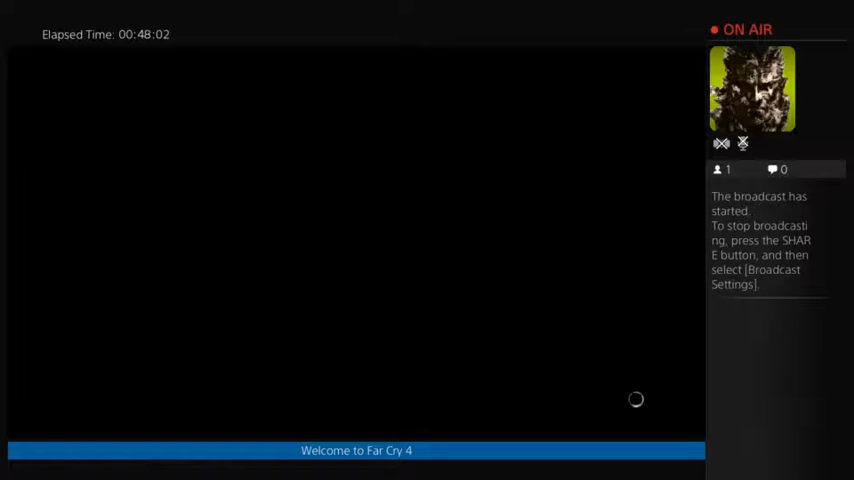 Elapsed Time: 00:48:02
ON AIR
1 0
The broadcast has
started.
To stop broadcasti
ng, press the SHAR
E button, and then
select [Broadcast
Settings].
Welcome to Far Cry 4